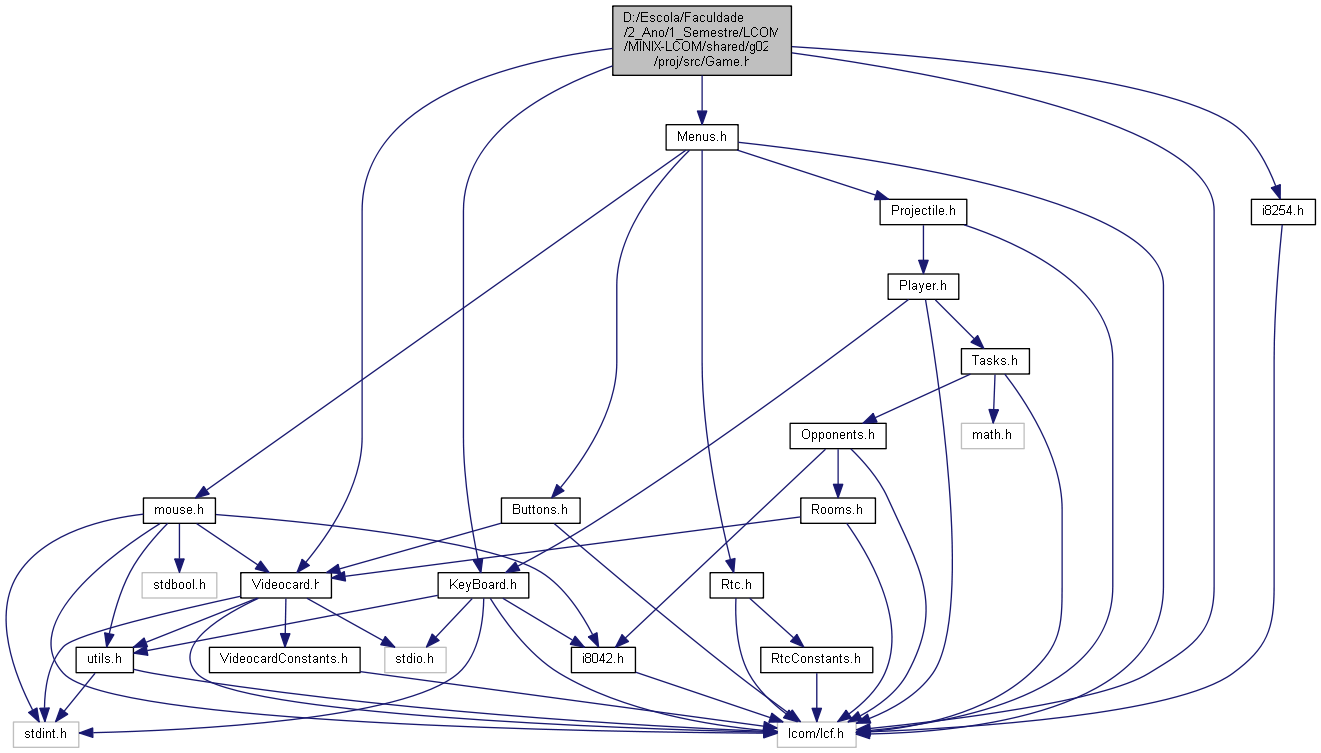 D:/Escola/Faculdade
/2_Ano/1_Semestre/LCOM
/MINIX-LCOM/shared/g02
/proj/src/Game.h
Menus.h
Projectile.h
i8254.h
Player.h
Tasks.h
Opponents.h
math.h
mouse.h
Buttons.h
Rooms.h
stdbool.h
Videocard.h
KeyBoard.h
Rtc.h
utils.h
VideocardConstants.h
stdio.h
i8042.h
RtcConstants.h
stdint.h
lcom/lcf.h